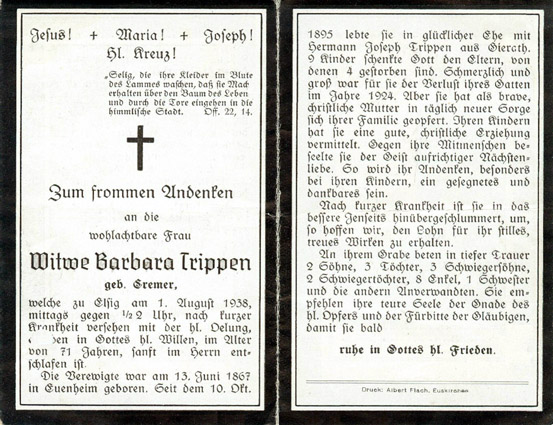 Jesus! + Maria! + Joseph!
Hl. Kreuz!
„Selig, die ihre Kleider im Blute
des Lammes waschen, daß sie Mach
erhalten über den Baum des Leben
und durch die Tore eingehen in die
himmlische Stadt. Off. 22, 14.
Zum frommen Andenken
an die
wohlachtbare Frau
Witwe Barbara Trippen
geb. Cremer,
welche zu Elsig am 1. August 1938,
mittags gegen ½2 Uhr, nach kurzer
Krankheit versehen mit der hl. Oelung,
en in Gottes hl. Willen, im Alter
von 71 Jahren, sanft im Herrn ent-
schlafen ist.
Die Verewigte war am 13. Juni 1867
in Euenheim geboren. Seit dem 10. Okt.
1895 lebte sie in glücklicher Ehe mit
Hermann Joseph Trippen aus Gierath.
9 Kinder schenkte Gott den Eltern, von
denen 4 gestorben sind. Schmerzlich und
groß war für sie der Verlust ihres Gatten
im Jahre 1924. Aber sie hat als brave,
christliche Mutter in täglich neuer Sorge
sich ihrer Familie geopfert. Ihren Kindern
hat sie eine gute, christliche Erziehung
vermittelt. Gegen ihre Mitmenschen be-
seelte sie der Geist aufrichtiger Nächsten-
liebe. So wird ihr Andenken, besonders
bei ihren Kindern, ein gesegnetes und
dankbares sein.
Nach kurzer Krankheit ist sie in das
bessere Jenseits hinübergeschlummert, um,
so hoffen wir, den Lohn für ihr stilles,
treues Wirken zu erhalten.
An ihrem Grabe beten in tiefer Trauer
2 Söhne, 3 Töchter, 3 Schwiegersöhne,
2 Schwiegertöchter, 8 Enkel, 1 Schwester
und die andern Anverwandten. Sie em-
pfehlen ihre teure Seele der Gnade des
hl. Opfers und der Fürbitte der Gläubigen,
damit sie bald
ruhe in Gottes hl. Frieden.
Druck: Albert Flach, Euskirchen